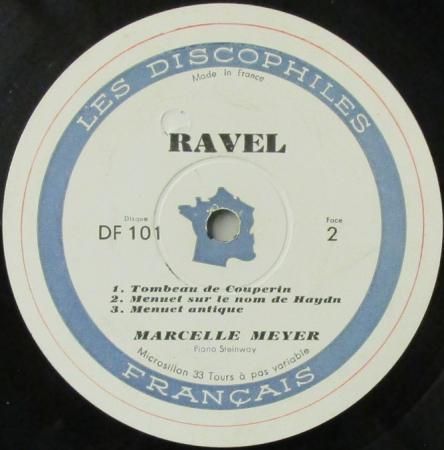 LES DISCOPHILES
Made in France
RAVEL
Disque
DF 101
Face
2
1. Tombeau de Couperin
2. Menuet sur le nom de Haydn
3. Menuet antique
MARCELLE MEYER
Piano Steinway
Microsillon 33 Tours à pas variable
FRANÇAIS